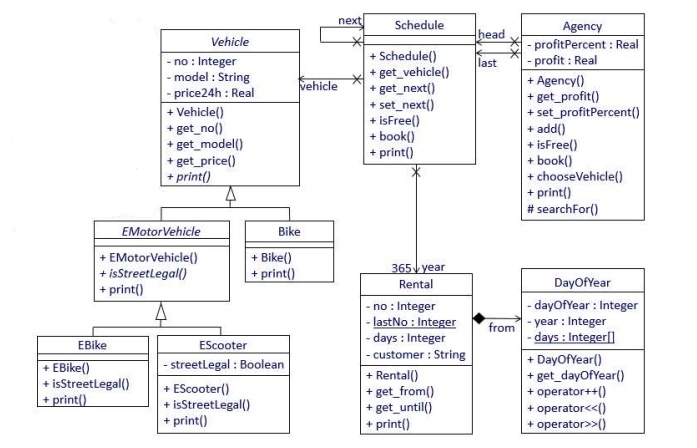 Vehicle
- no : Integer
- model : String
- price24h : Real
+ Vehicle()
+ get_no()
+ get_model()
+ get_price()
+ print()
next
vehicle
Schedule
+ Schedule()
+ get_vehicle()
+ get_next()
+ set_next()
+ isFree()
+ book()
+ print()
head
last
Agency
- profitPercent : Real
- profit : Real
+ Agency()
+ get_profit()
+ set_profitPercent()
+ add()
+ isFree()
+ book()
+ chooseVehicle()
+ print()
# searchFor()
EMotorVehicle
+ EMotorVehicle()
+ isStreetLegal()
+ print()
Bike
+ Bike()
+ print()
EBike
+ EBike()
+ isStreetLegal()
+ print()
EScooter
- streetLegal : Boolean
+ EScooter()
+ isStreetLegal()
+ print()
365 year
Rental
- no : Integer
- lastNo : Integer
- days : Integer
- customer : String
+ Rental()
+ get_from()
+ get_until()
+ print()
from
DayOfYear
- dayOfYear : Integer
- year : Integer
- days : Integer[]
+ DayOfYear()
+ get_dayOfYear()
+ operator++()
+ operator<<()
+ operator>>()